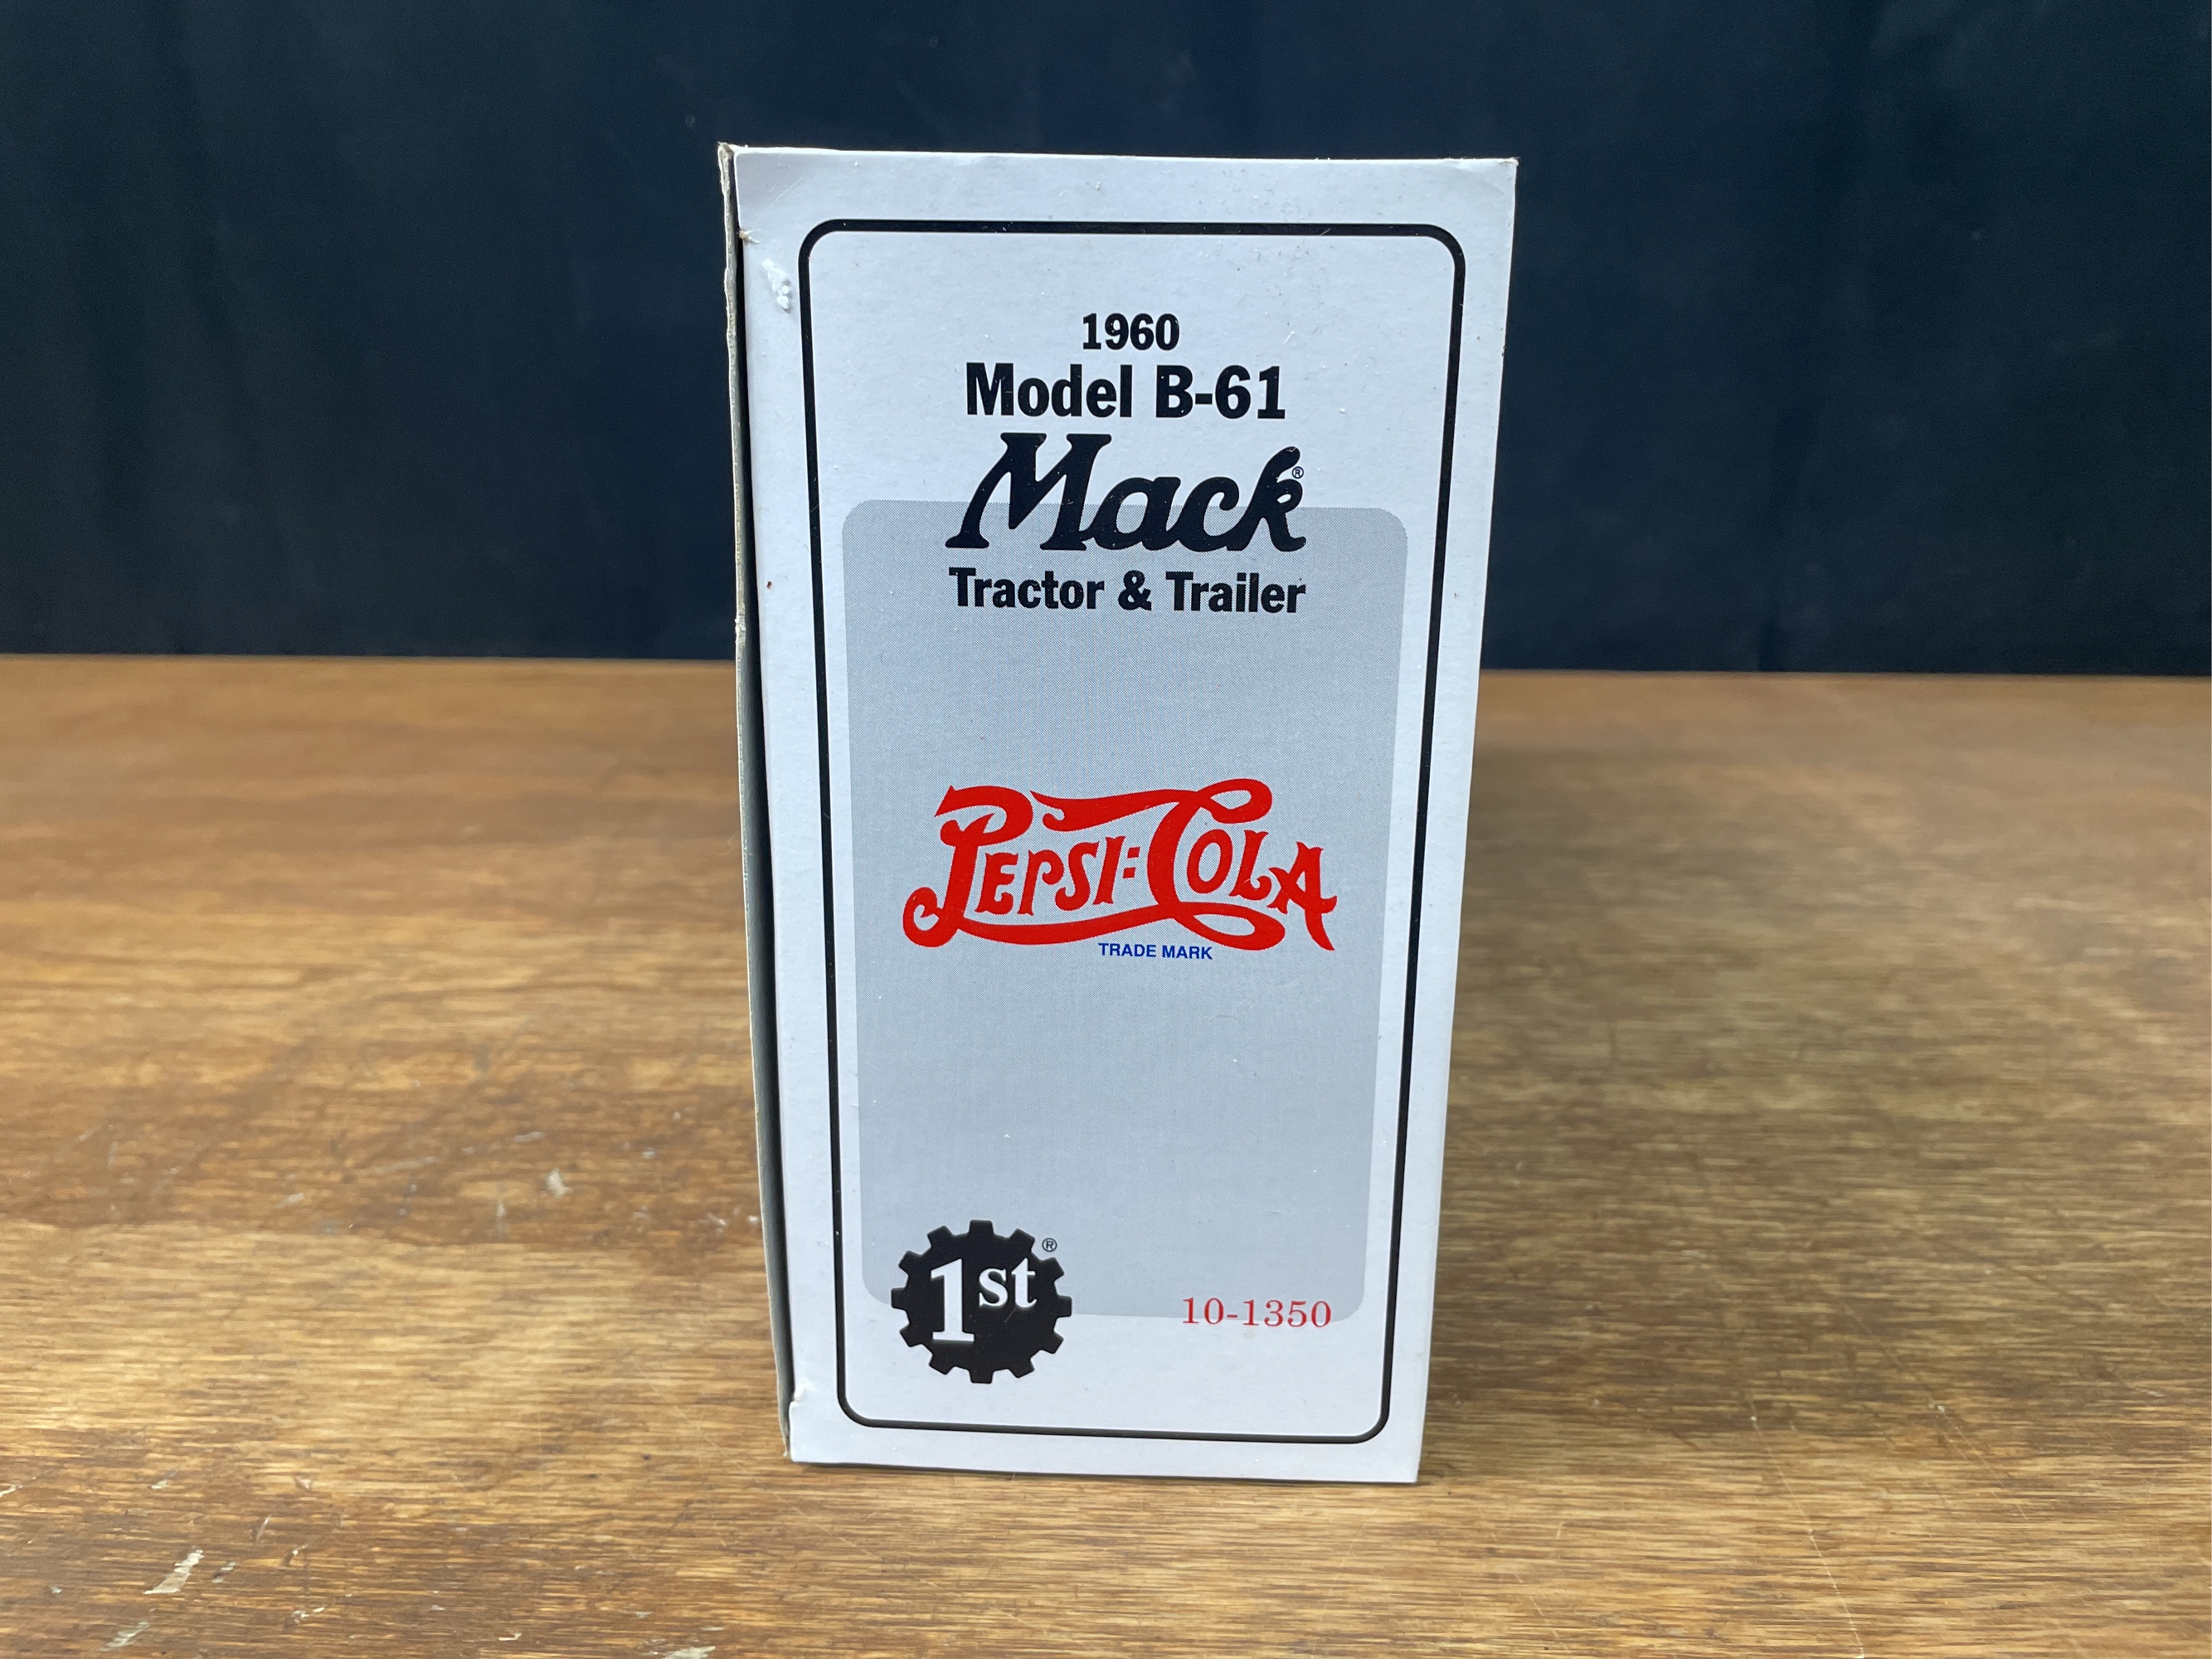 1960
Model B-61
Mack®
Tractor & Trailer
PEPSI:COLA
TRADE MARK
1st®
10-1350